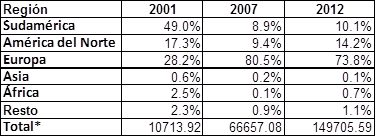 Región 2001 2007 2012
Sudamérica 49.0% 8.9% 10.1%
América del Norte 17.3% 9.4% 14.2%
Europa 28.2% 80.5% 73.8%
Asia 0.6% 0.2% 0.1%
África 2.5% 0.1% 0.7%
Resto 2.3% 0.9% 1.1%
Total* 10713.92 66657.08 149705.59